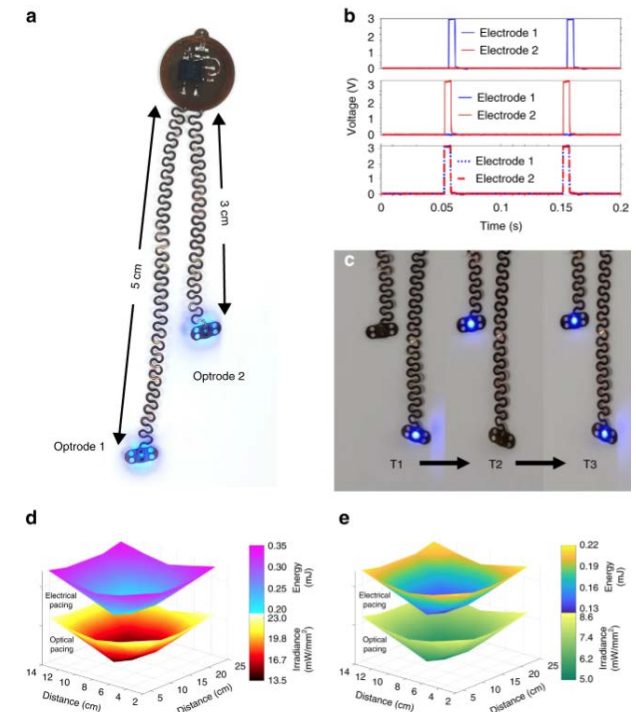 a
5 cm
3 cm
Optrode 2
Optrode 1
b
Voltage (V)
3
2
1
0
Electrode 1
Electrode 2
3
2
1
0
Electrode 1
Electrode 2
3
2
1
0
Electrode 1
Electrode 2
0
0.05
0.1
0.15
0.2
Time (s)
c
T1
T2
T3
d
Electrical
pacing
Optical
pacing
14
12
10
8
6
4
2
Distance (cm)
5
10
15
20
25
Distance (cm)
0.35
0.30
0.25
0.20
Energy
(mJ)
23.0
19.8
16.7
13.5
Irradiance
(mW/mm²)
e
Electrical
pacing
Optical
pacing
14
12
10
8
6
4
2
Distance (cm)
5
10
15
20
25
Distance (cm)
0.22
0.19
0.16
0.13
Energy
(mJ)
8.6
7.4
6.2
5.0
Irradiance
(mW/mm²)